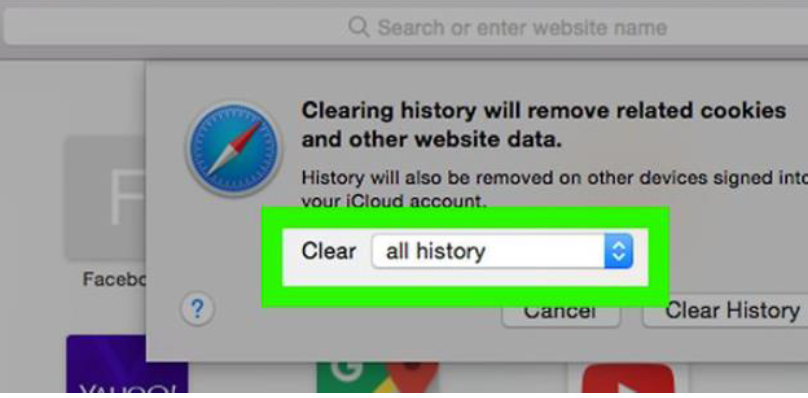 Search or enter website name
Clearing history will remove related cookies
and other website data.
History will also be removed on other devices signed into
your iCloud account.
F
Clear all history
Facebo
?
Cancel
Clear History
YAHOO!
G